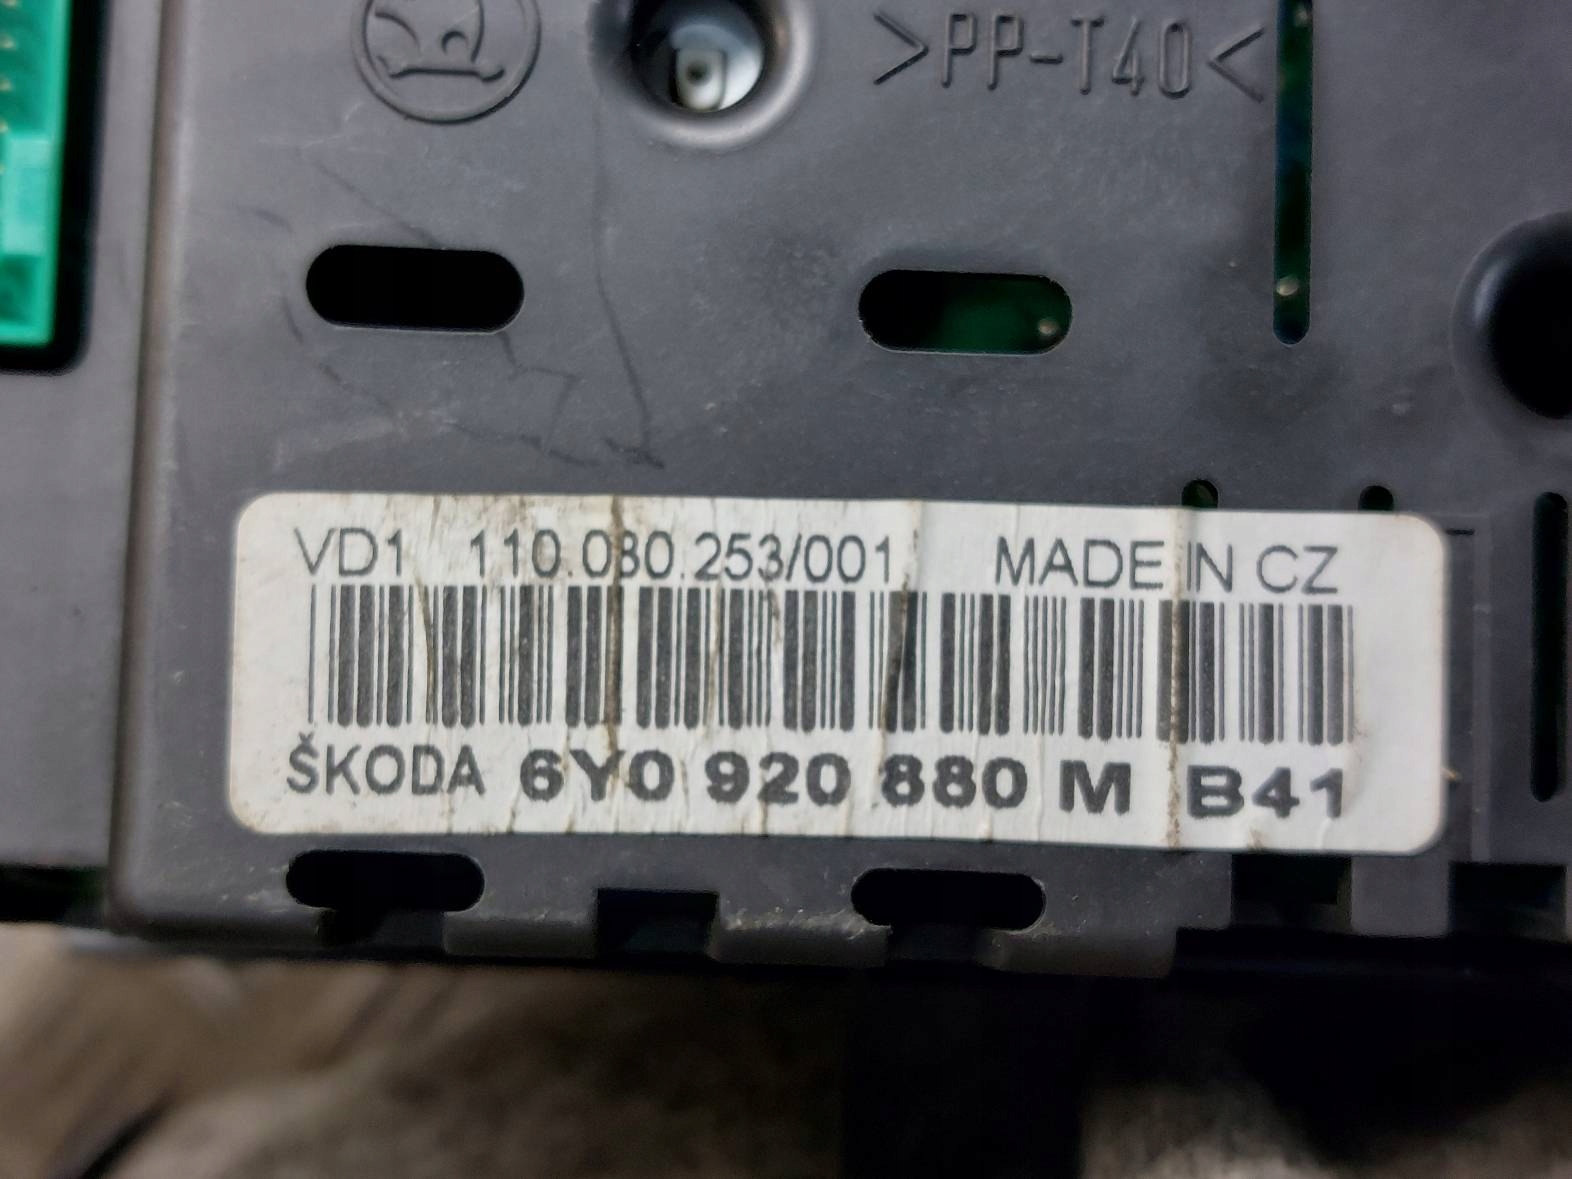 >PP-T40<
VD1 110.080.253/001 MADE IN CZ
ŠKODA 6Y0 920 880 M B41